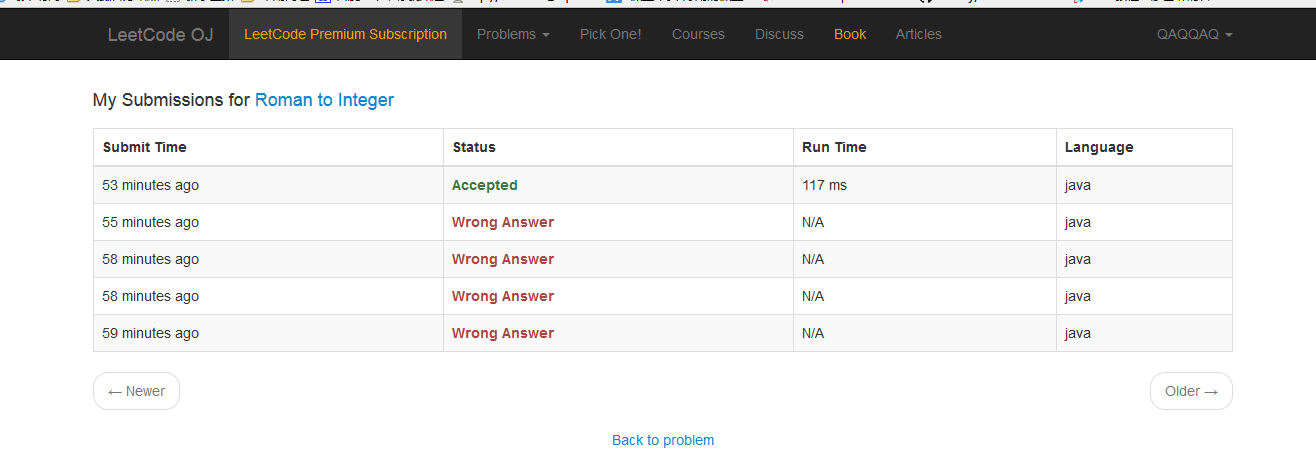 LeetCode OJ LeetCode Premium Subscription Problems Pick One! Courses Discuss Book Articles QAQQAQ
My Submissions for Roman to Integer
Submit Time Status Run Time Language
53 minutes ago Accepted 117 ms java
55 minutes ago Wrong Answer N/A java
58 minutes ago Wrong Answer N/A java
58 minutes ago Wrong Answer N/A java
59 minutes ago Wrong Answer N/A java
← Newer Older →
Back to problem